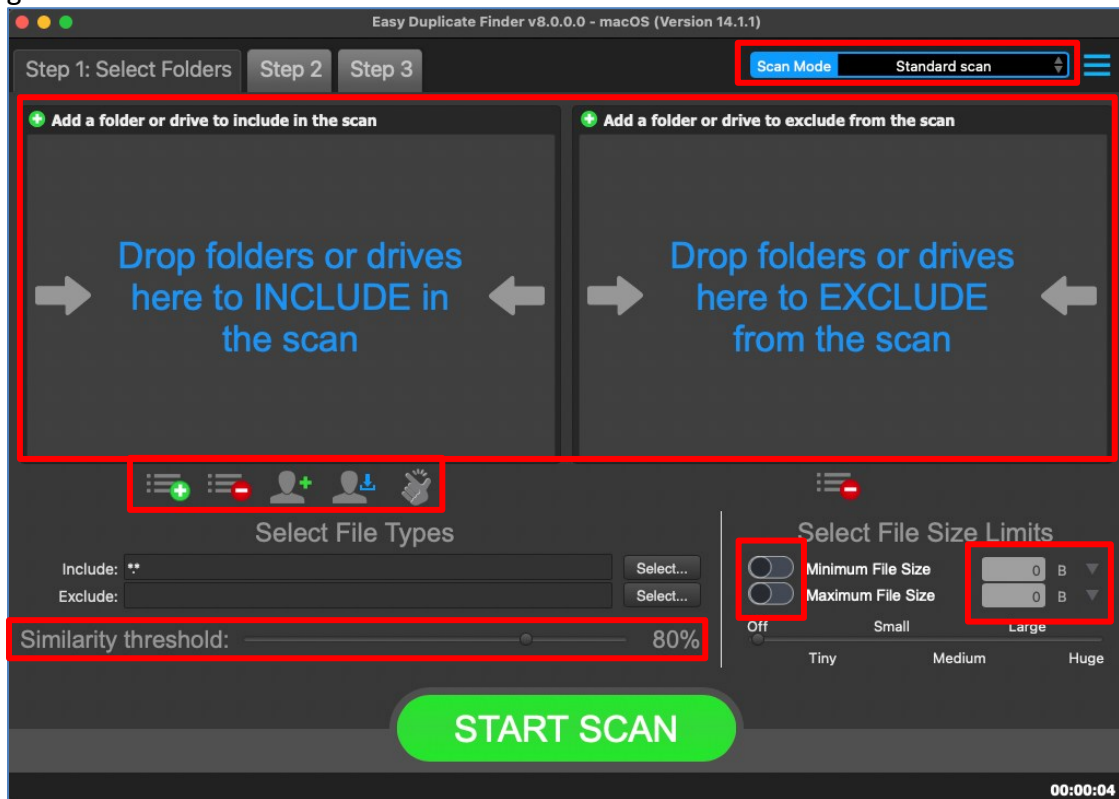 Easy Duplicate Finder v8.0.0.0 - macOS (Version 14.1.1)
Step 1: Select Folders Step 2 Step 3 Scan Mode Standard scan
Add a folder or drive to include in the scan
Add a folder or drive to exclude from the scan
Drop folders or drives
here to INCLUDE in
the scan
Drop folders or drives
here to EXCLUDE
from the scan
Select File Types
Include: *.*  Select...
Exclude: Select...
Similarity threshold: 80%
Select File Size Limits
Minimum File Size 0 B
Maximum File Size 0 B
Off Small Large
Tiny Medium Huge
START SCAN
00:00:04